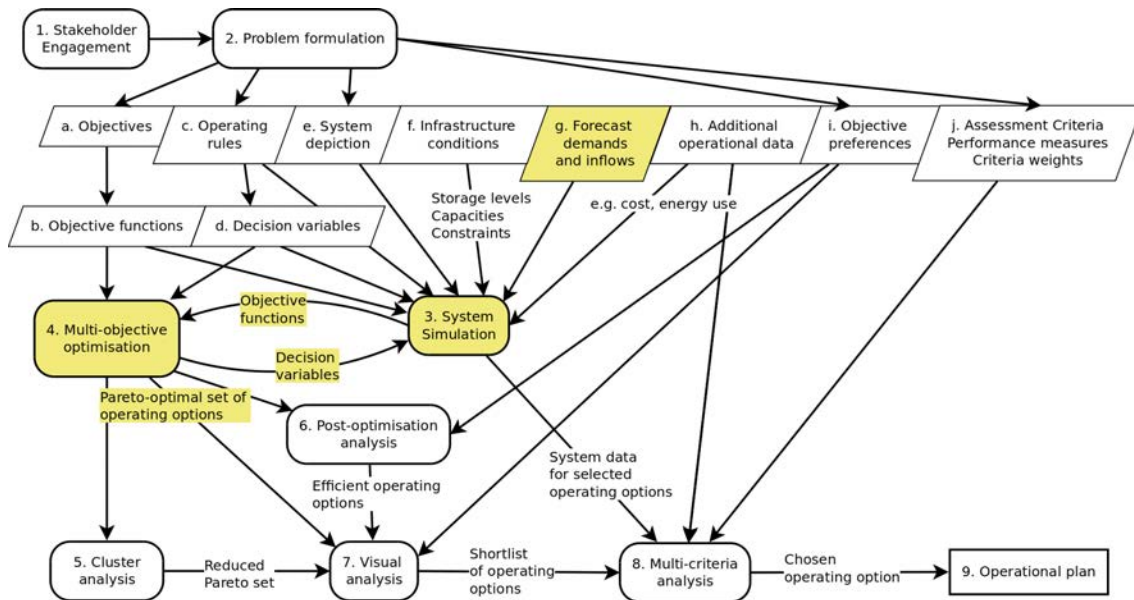 1. Stakeholder
Engagement
2. Problem formulation
a. Objectives
c. Operating
rules
e. System
depiction
f. Infrastructure
conditions
g. Forecast
demands
and inflows
h. Additional
operational data
i. Objective
preferences
j. Assessment Criteria
Performance measures
Criteria weights
Storage levels
Capacities
Constraints
e.g. cost, energy use
b. Objective functions
d. Decision variables
Objective
functions
3. System
Simulation
4. Multi-objective
optimisation
Decision
variables
Pareto-optimal set of
operating options
6. Post-optimisation
analysis
Efficient operating
options
System data
for selected
operating options
5. Cluster
analysis
Reduced
Pareto set
7. Visual
analysis
Shortlist
of operating
options
8. Multi-criteria
analysis
Chosen
operating option
9. Operational plan